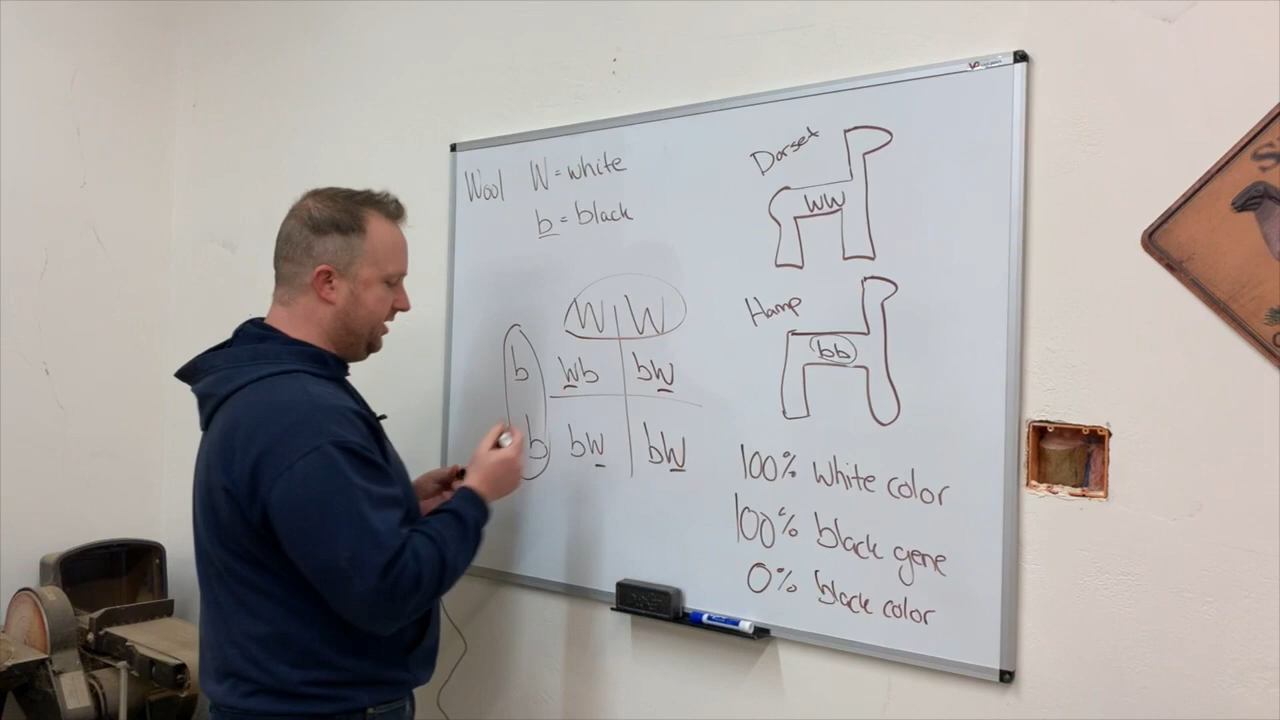 Wool W = white
b = black
W W
b Wb bW
b bW bW
Dorset
WW
Hamp
bb
100% white color
100% black gene
0% black color